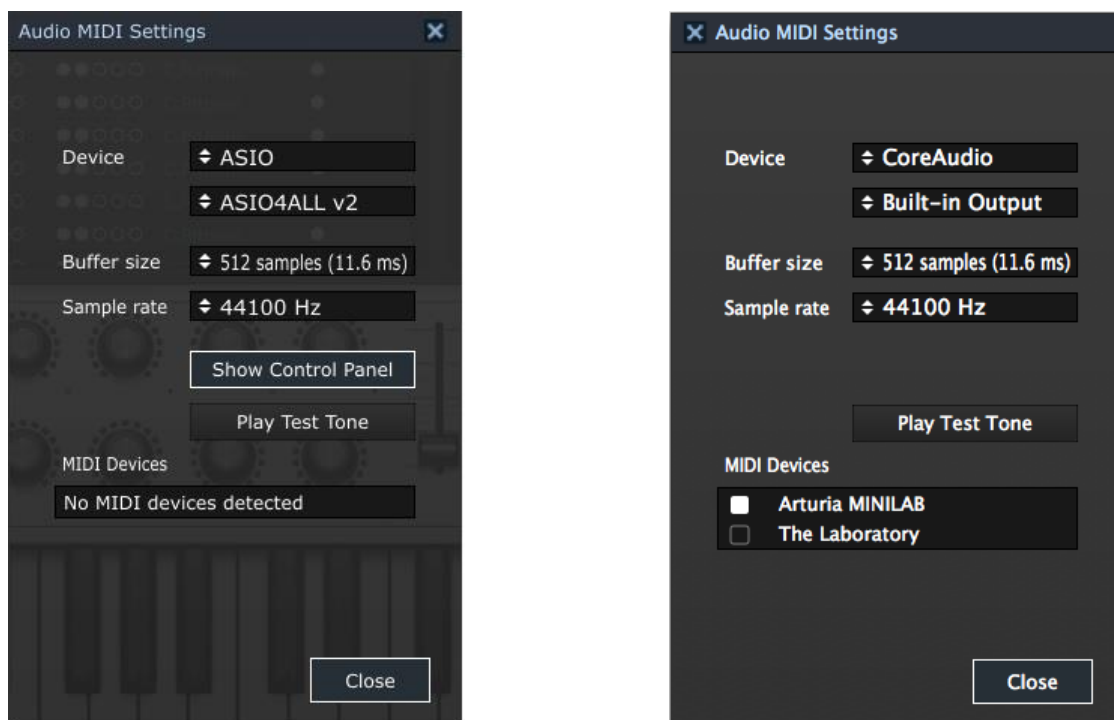 Audio MIDI Settings
Device
ASIO
ASIO4ALL v2
Buffer size
512 samples (11.6 ms)
Sample rate
44100 Hz
Show Control Panel
Play Test Tone
MIDI Devices
No MIDI devices detected
Close
Audio MIDI Settings
Device
CoreAudio
Built-in Output
Buffer size
512 samples (11.6 ms)
Sample rate
44100 Hz
Play Test Tone
MIDI Devices
Arturia MINILAB
The Laboratory
Close